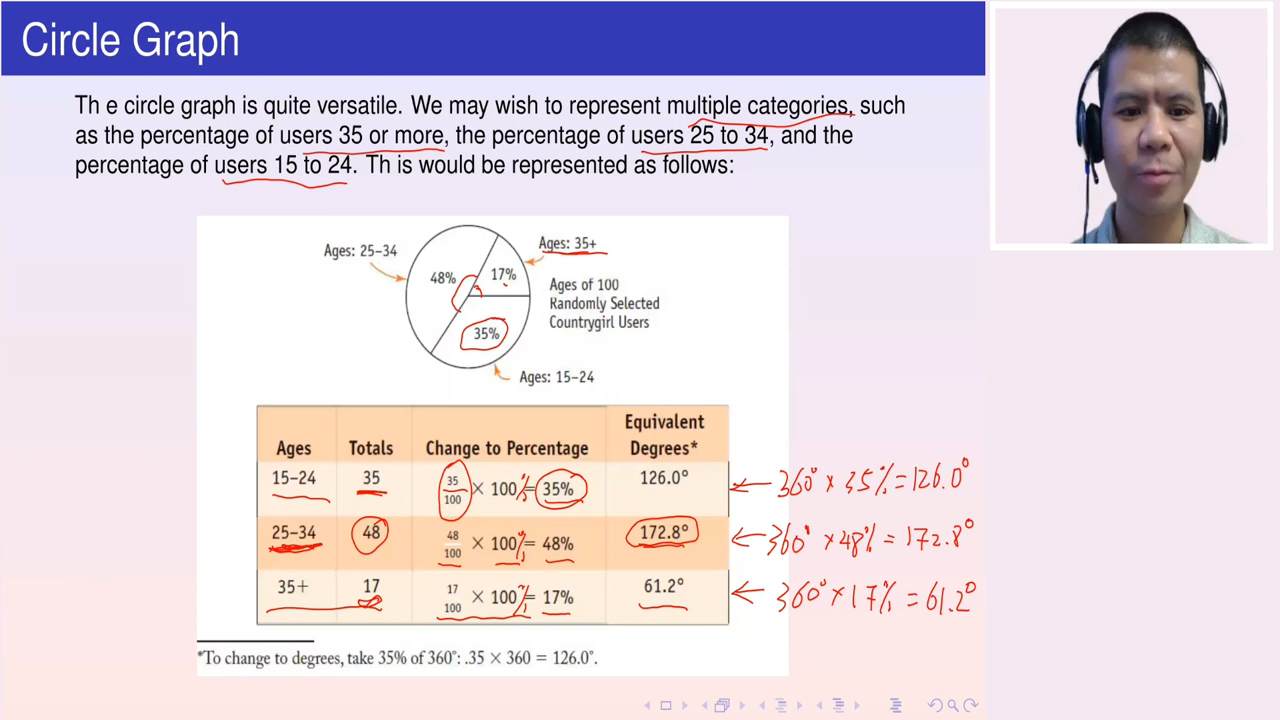 Circle Graph
Th e circle graph is quite versatile. We may wish to represent multiple categories, such
as the percentage of users 35 or more, the percentage of users 25 to 34, and the
percentage of users 15 to 24. Th is would be represented as follows:
Ages: 25–34
Ages: 35+
48%
17%
Ages of 100
Randomly Selected
Countrygirl Users
35%
Ages: 15–24
Ages Totals Change to Percentage Equivalent Degrees*
15–24 35 35/100 × 100% = 35% 126.0° ← 360° × 35% = 126.0°
25–34 48 48/100 × 100% = 48% 172.8° ← 360° × 48% = 172.8°
35+ 17 17/100 × 100% = 17% 61.2° ← 360° × 17% = 61.2°
*To change to degrees, take 35% of 360°: .35 × 360 = 126.0°.